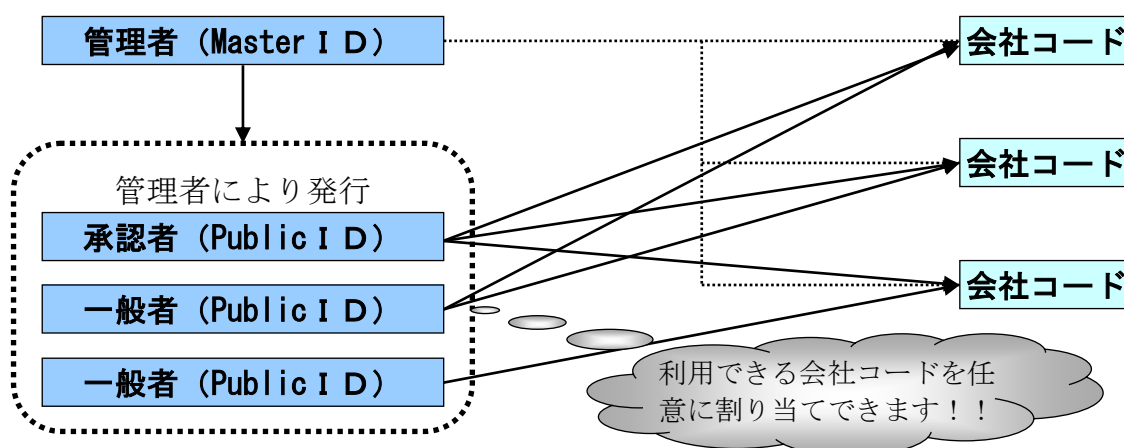 管理者（MasterＩＤ）
会社コード
管理者により発行
会社コード
承認者（PublicＩＤ）
一般者（PublicＩＤ）
会社コード
一般者（PublicＩＤ）
利用できる会社コードを任
意に割り当てできます！！